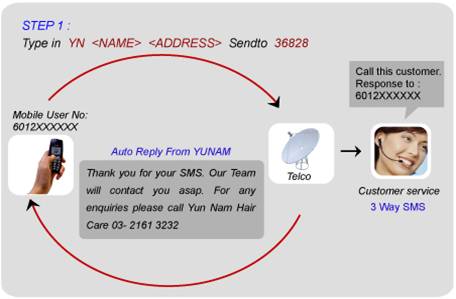 STEP 1 :
Type in YN <NAME> <ADDRESS> Sendto 36828
Call this customer.
Response to :
6012XXXXXX
Mobile User No:
6012XXXXXX
Auto Reply From YUNAM
Thank you for your SMS. Our Team
will contact you asap. For any
enquiries please call Yun Nam Hair
Care 03- 2161 3232
Telco
Customer service
3 Way SMS